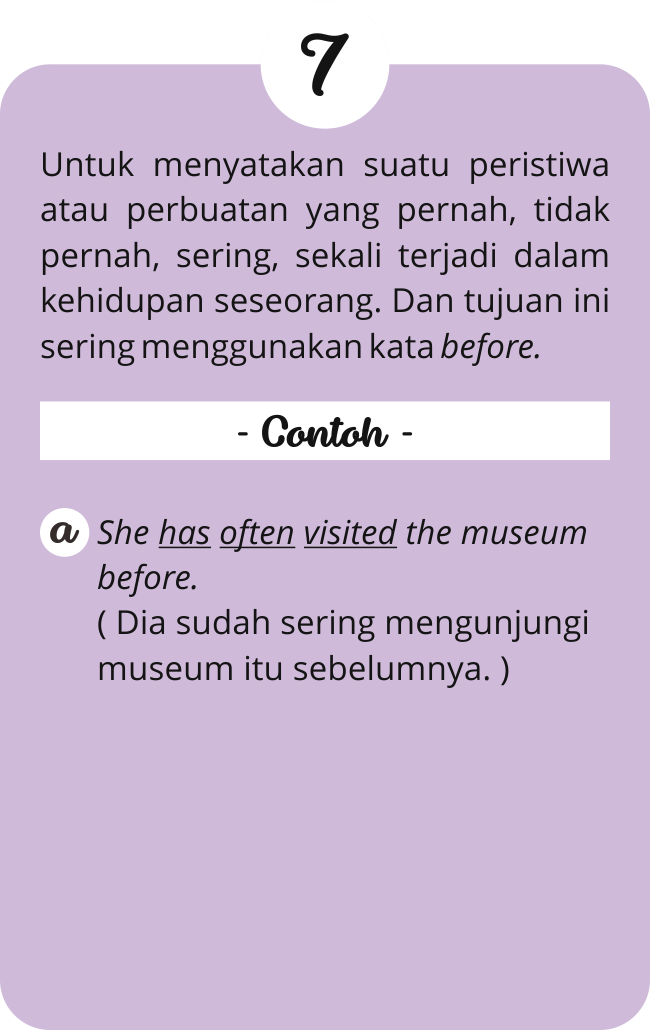 7
Untuk menyatakan suatu peristiwa
atau perbuatan yang pernah, tidak
pernah, sering, sekali terjadi dalam
kehidupan seseorang. Dan tujuan ini
sering menggunakan kata before.
- Contoh -
a She has often visited the museum
before.
( Dia sudah sering mengunjungi
museum itu sebelumnya. )